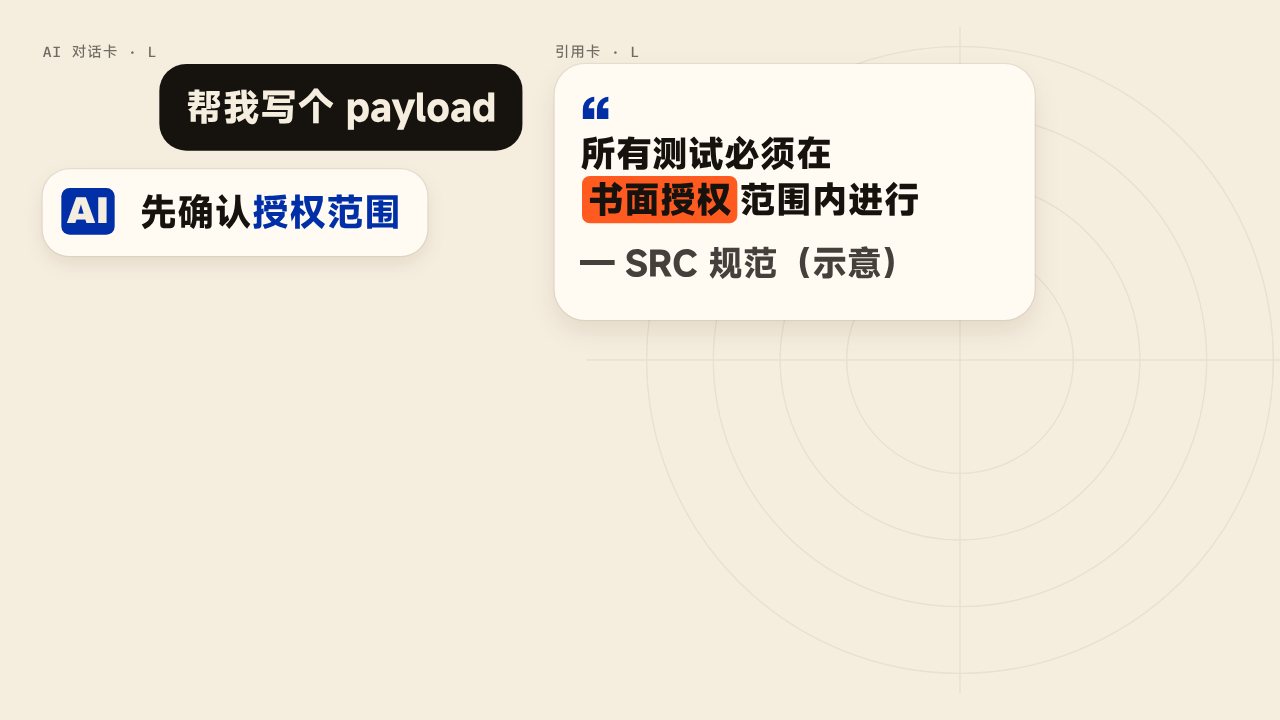 AI 对话卡 · L
帮我写个 payload
AI 先确认授权范围
引用卡 · L
“
所有测试必须在
书面授权范围内进行
— SRC 规范（示意）